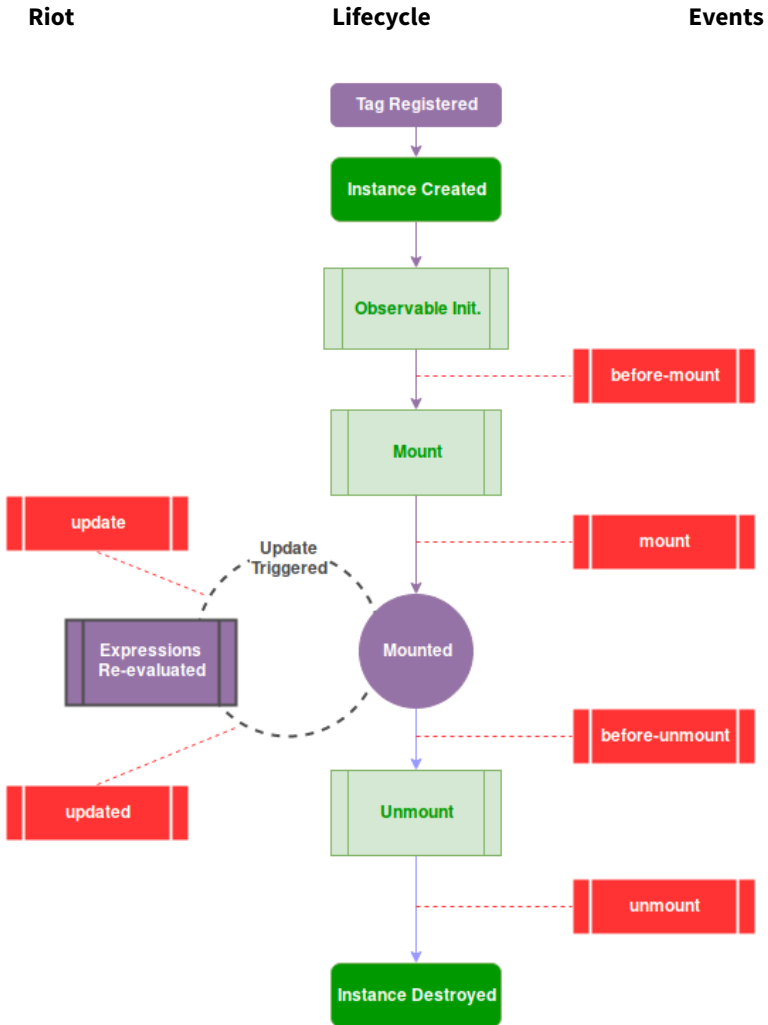 Riot Lifecycle Events
Tag Registered
Instance Created
Observable Init.
before-mount
Mount
update
mount
Update
Triggered
Expressions
Re-evaluated
Mounted
before-unmount
updated
Unmount
unmount
Instance Destroyed